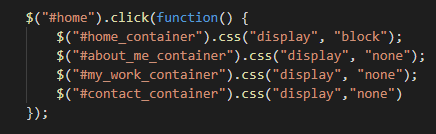 $("#home").click(function() {
$("#home_container").css("display", "block");
$("#about_me_container").css("display", "none");
$("#my_work_container").css("display", "none");
$("#contact_container").css("display","none")
});